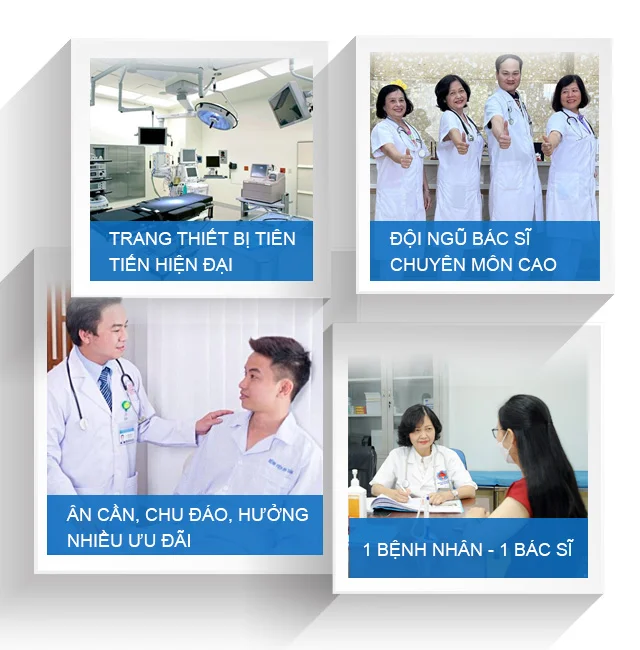 TRANG THIẾT BỊ TIÊN
TIẾN HIỆN ĐẠI
ĐỘI NGŨ BÁC SĨ
CHUYÊN MÔN CAO
ÂN CẦN, CHU ĐÁO, HƯỞNG
NHIỀU ƯU ĐÃI
1 BỆNH NHÂN - 1 BÁC SĨ